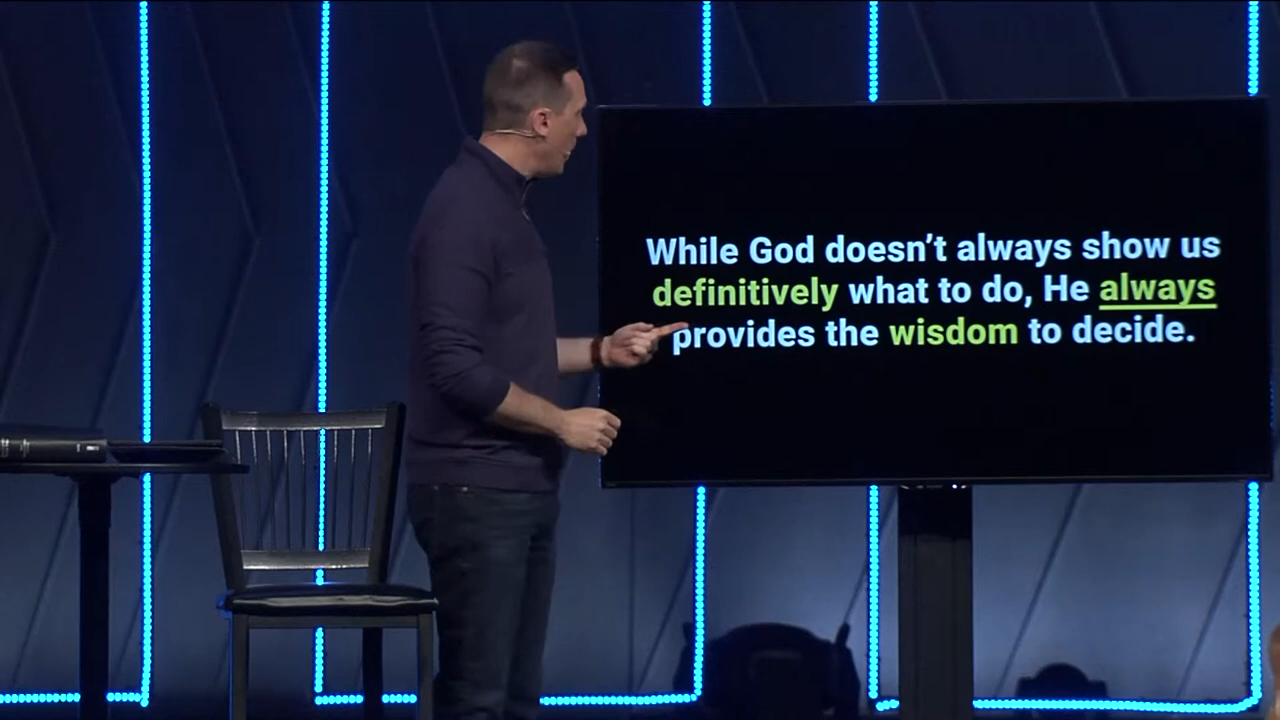 While God doesn’t always show us
definitively what to do, He always
provides the wisdom to decide.